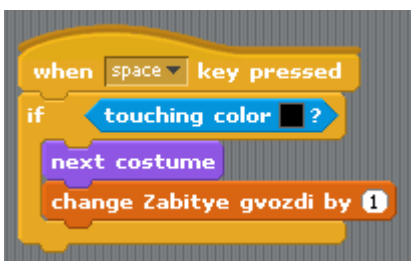 when space key pressed
if touching color ?
next costume
change Zabitye gvozdi by 1